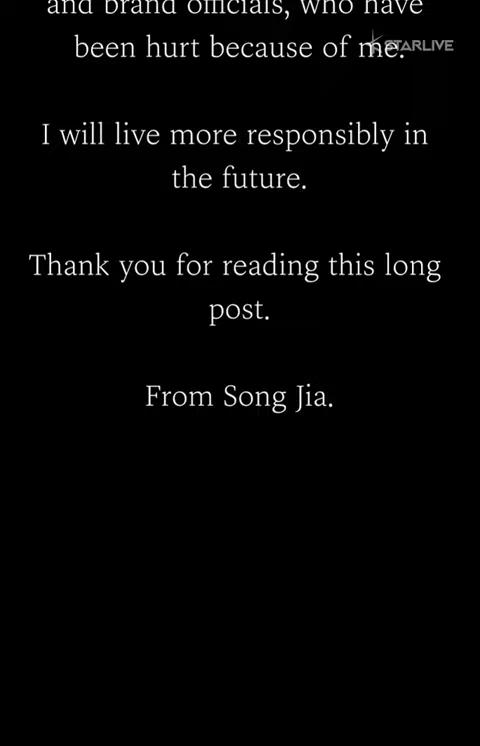 and brand officials, who have
been hurt because of me.
STARLIVE
I will live more responsibly in
the future.
Thank you for reading this long
post.
From Song Jia.